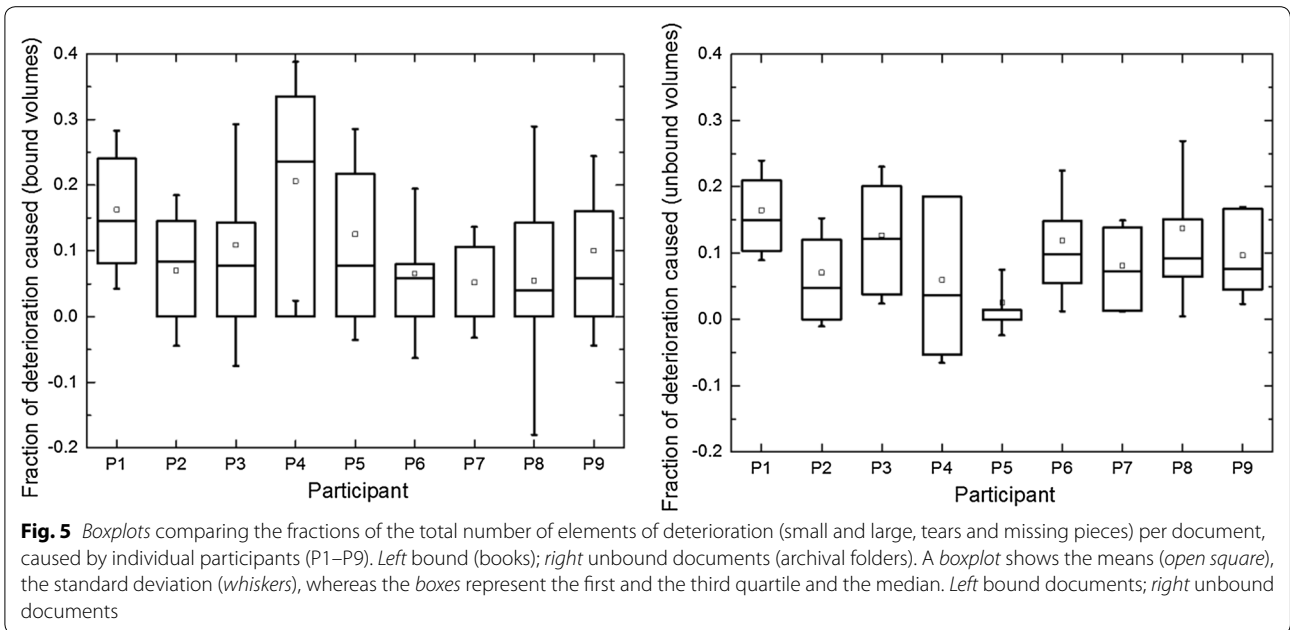 Fraction of deterioration caused (bound volumes)
0.4
0.3
0.2
0.1
0.0
-0.1
-0.2
P1 P2 P3 P4 P5 P6 P7 P8 P9
Participant
Fraction of deterioration caused (unbound volumes)
0.4
0.3
0.2
0.1
0.0
-0.1
-0.2
P1 P2 P3 P4 P5 P6 P7 P8 P9
Participant
Fig. 5 Boxplots comparing the fractions of the total number of elements of deterioration (small and large, tears and missing pieces) per document,
caused by individual participants (P1–P9). Left bound (books); right unbound documents (archival folders). A boxplot shows the means (open square),
the standard deviation (whiskers), whereas the boxes represent the first and the third quartile and the median. Left bound documents; right unbound
documents